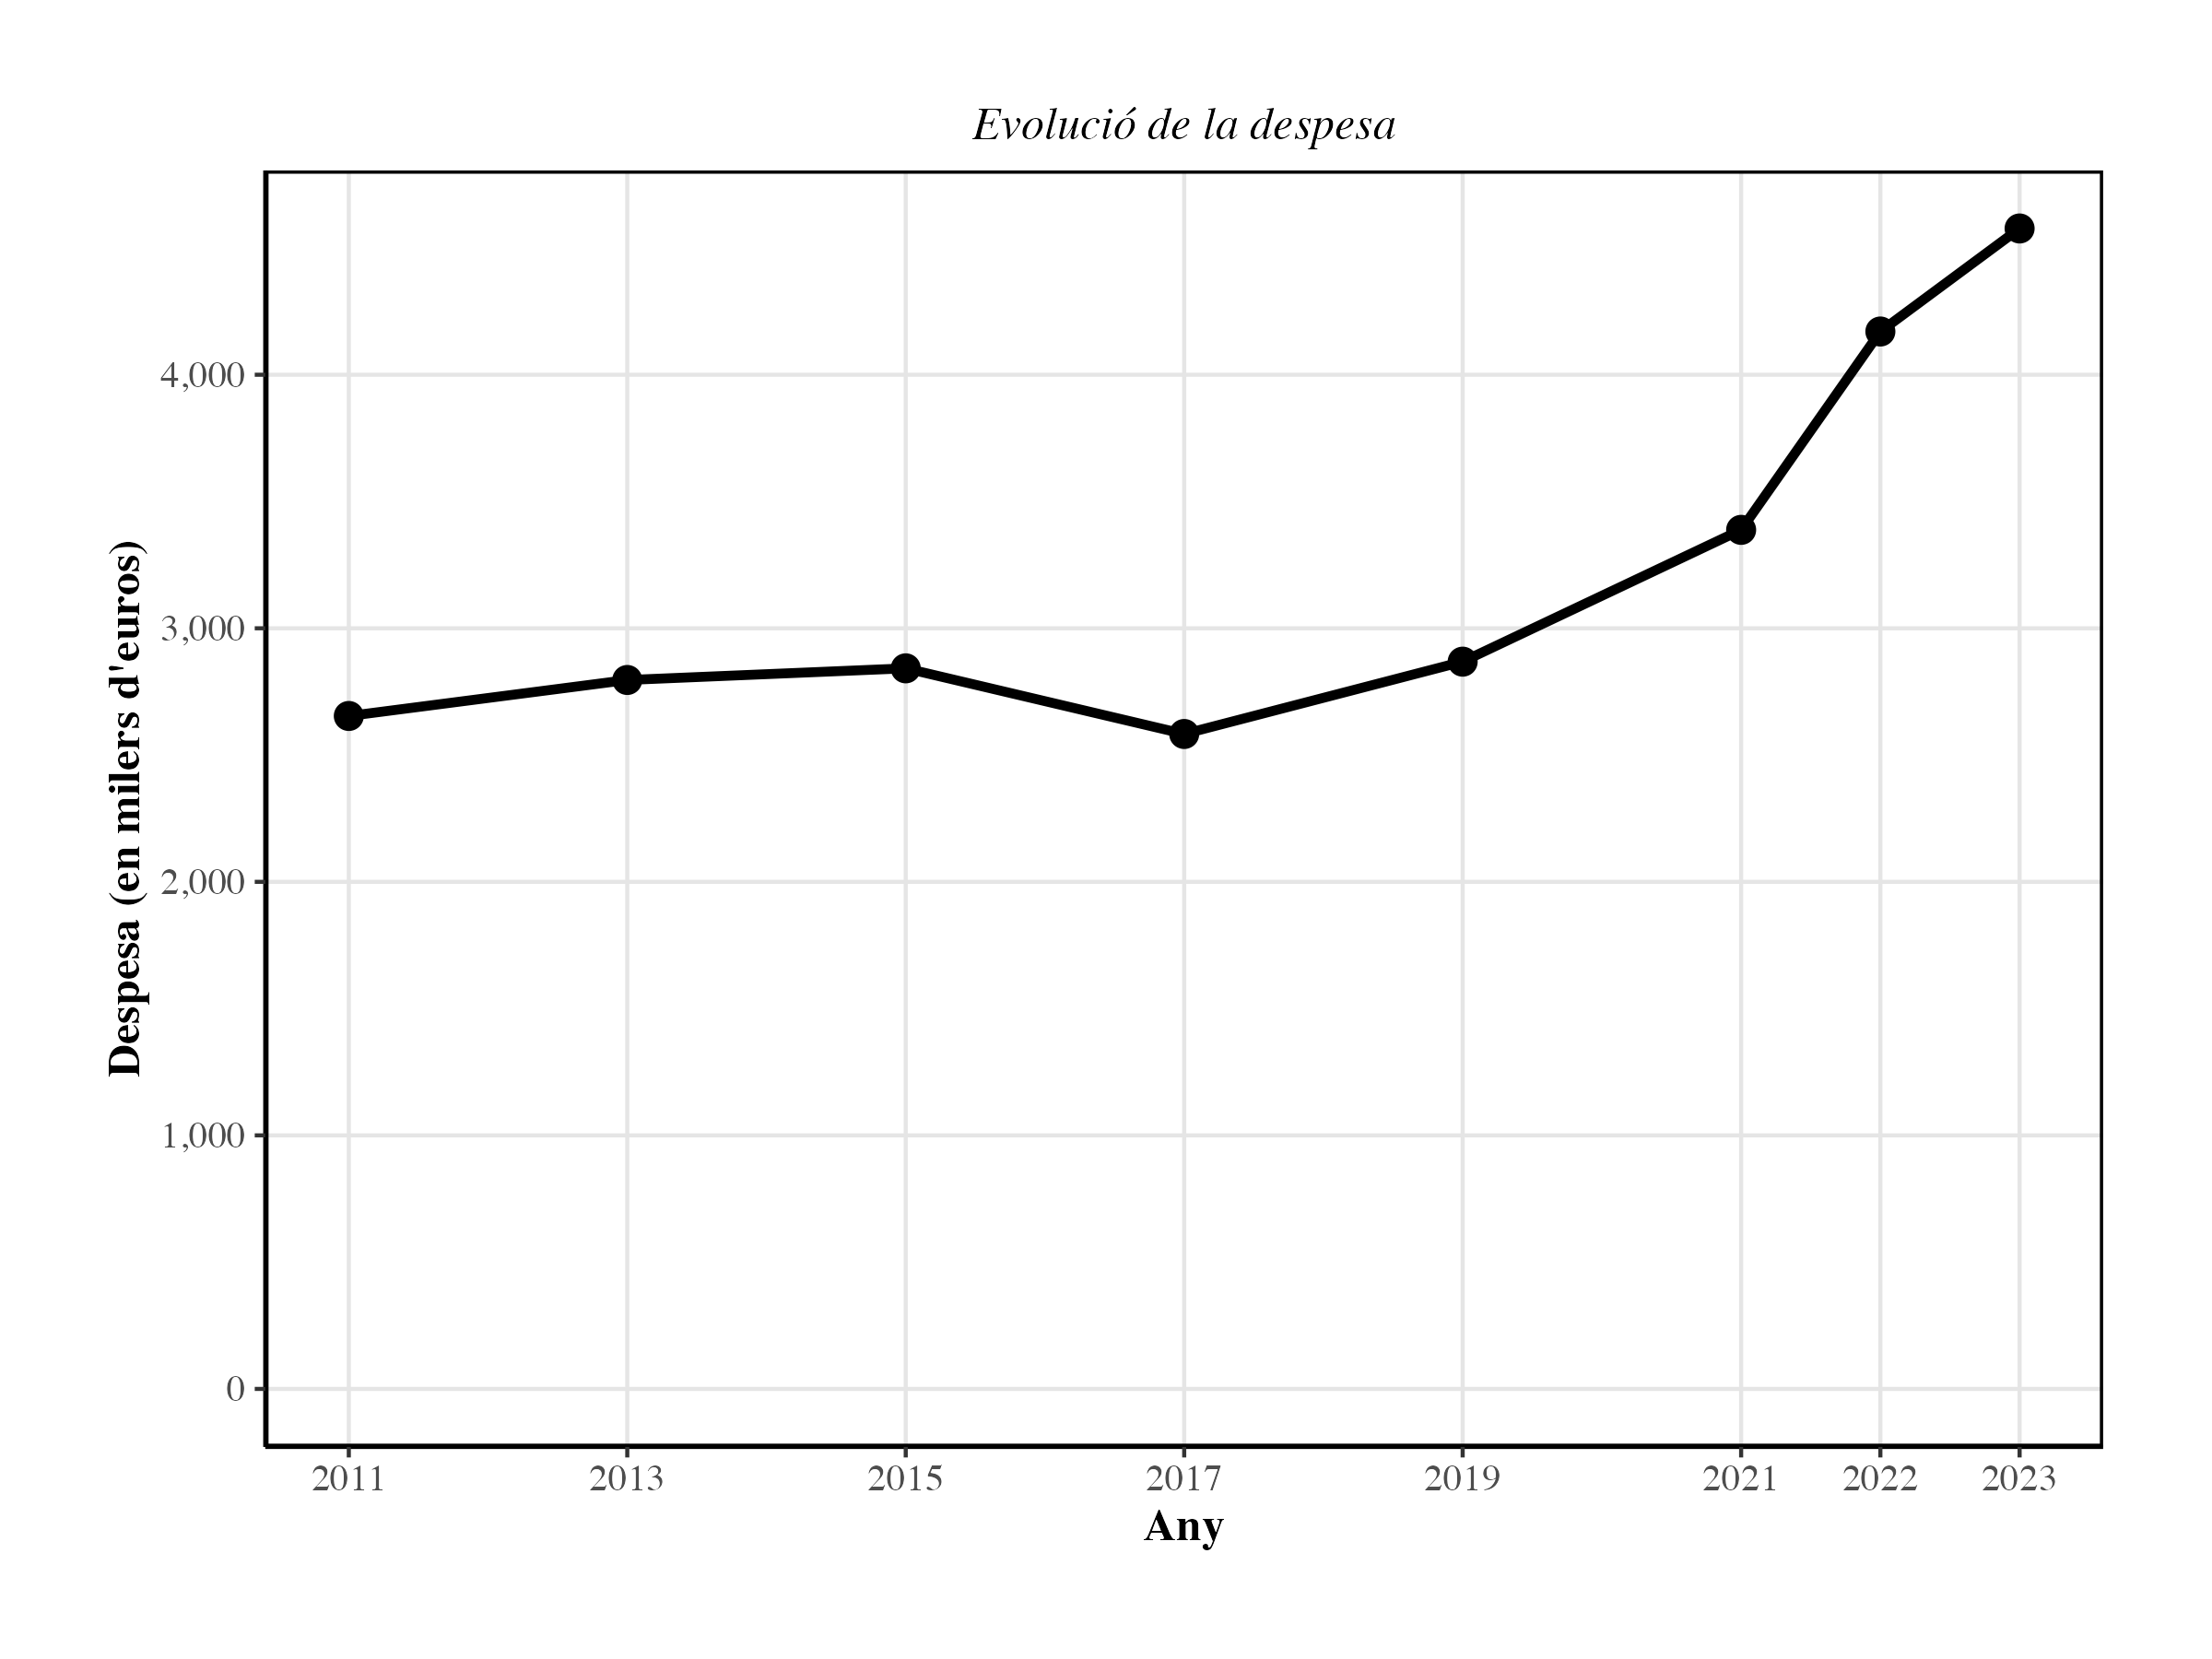 Evolució de la despesa
Despesa (en milers d'euros)
4,000
3,000
2,000
1,000
0
2011 2013 2015 2017 2019 2021 2022 2023
Any